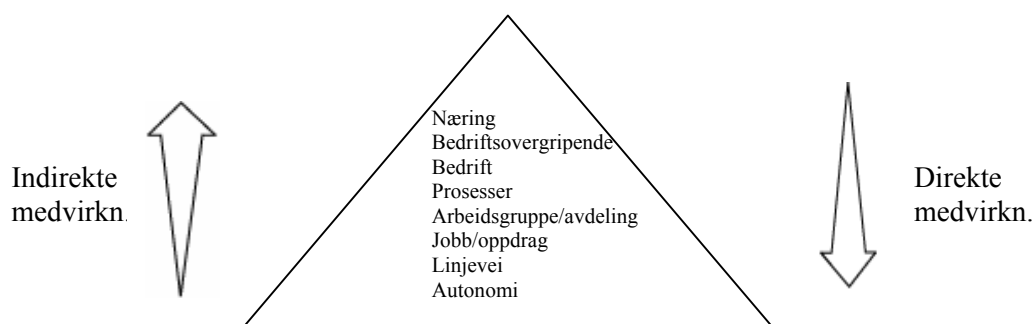 Næring
Bedriftsovergripende
Bedrift
Prosesser
Arbeidsgruppe/avdeling
Jobb/oppdrag
Linjevei
Autonomi
Indirekte
medvirkn.
Direkte
medvirkn.